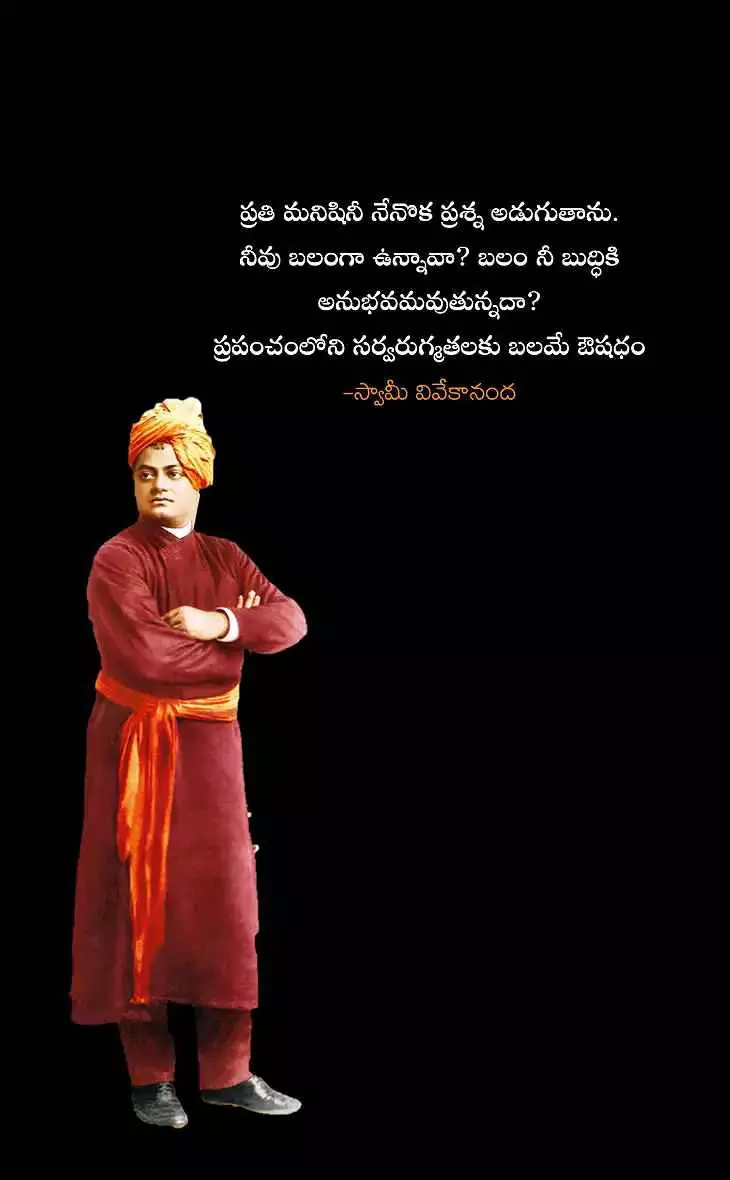 ప్రతి మనిషినీ నేనొక ప్రశ్న అడుగుతాను.
నీవు బలంగా ఉన్నావా? బలం నీ బుద్ధికి
అనుభవమవుతున్నదా?
ప్రపంచంలోని సర్వరుగ్మతలకు బలమే ఔషధం
-స్వామీ వివేకానంద